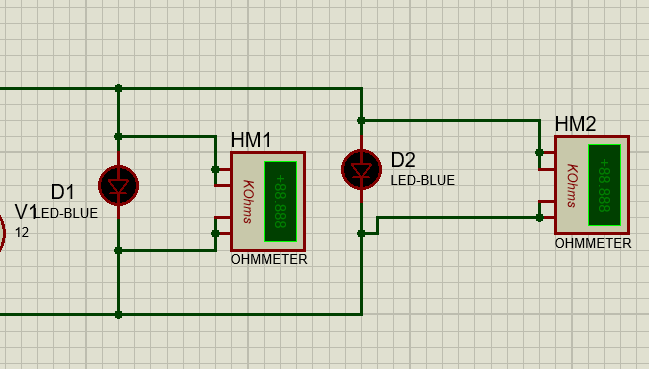 HM1
HM2
D1
D2
LED-BLUE
LED-BLUE
V1
12
KOhms
+88.888
KOhms
+88.888
OHMMETER
OHMMETER